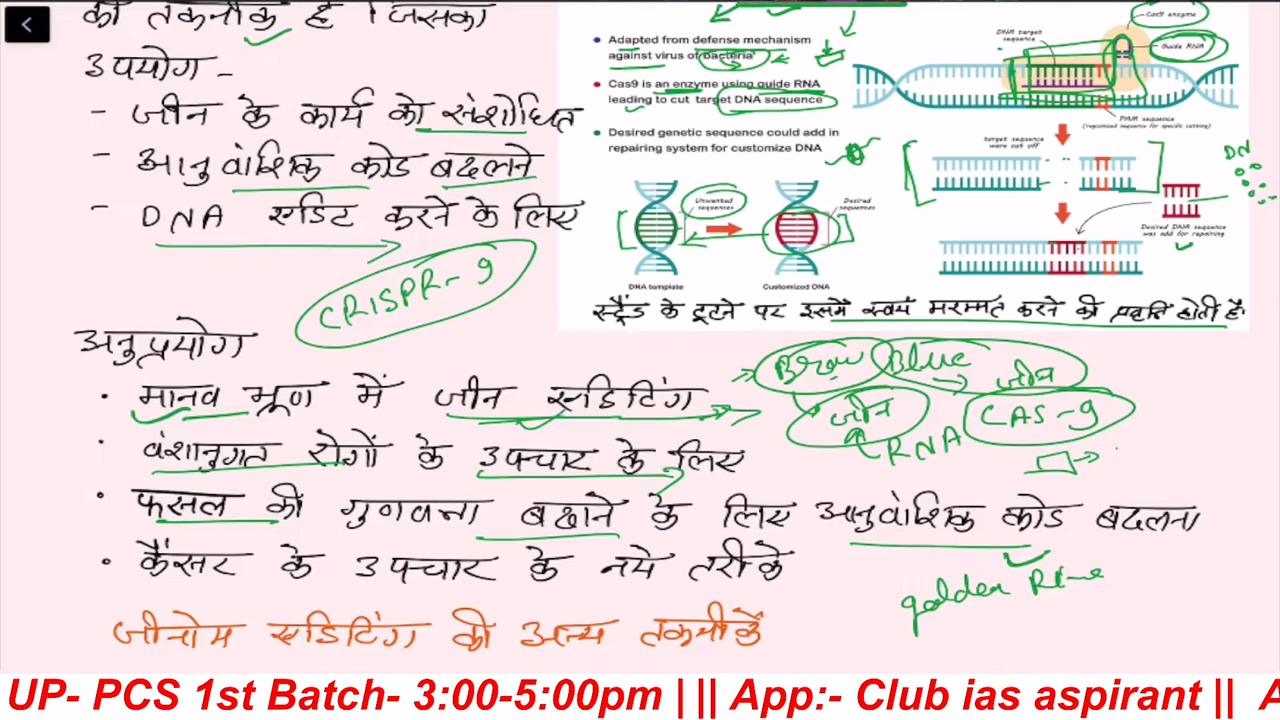 की तकनीक है । जिसका
उपयोग -
- जीन के कार्य को संशोधित
- आनुवांशिक कोड बदलने
- DNA एडिट करने के लिए
CRISPR-9
• Adapted from defense mechanism
against virus of bacteria
• Cas9 is an enzyme using guide RNA
leading to cut target DNA sequence
• Desired genetic sequence could add in
repairing system for customize DNA
Unwanted
sequences
Desired
sequences
DNA template
Customized DNA
Cas9 enzyme
Guide RNA
DNA target
sequence
PAM sequence
(recognized sequence for specific cutting)
target sequence
were cut off
Desired DNA sequence
was add for repairing
स्ट्रैंड के टूटने पर इसमें स्वयं मरम्मत करने की प्रवृत्ति होती है
अनुप्रयोग
• मानव भ्रूण में जीन एडिटिंग
Blue
जीन
जीन
CAS-9
RNA
• वंशानुगत रोगों के उपचार के लिए
• फसल की गुणवत्ता बढाने के लिए आनुवांशिक कोड बदलना
• कैंसर के उपचार के नये तरीके
golden
जीनोम एडिटिंग की अन्य तकनीकें
UP- PCS 1st Batch- 3:00-5:00pm | || App:- Club ias aspirant || A